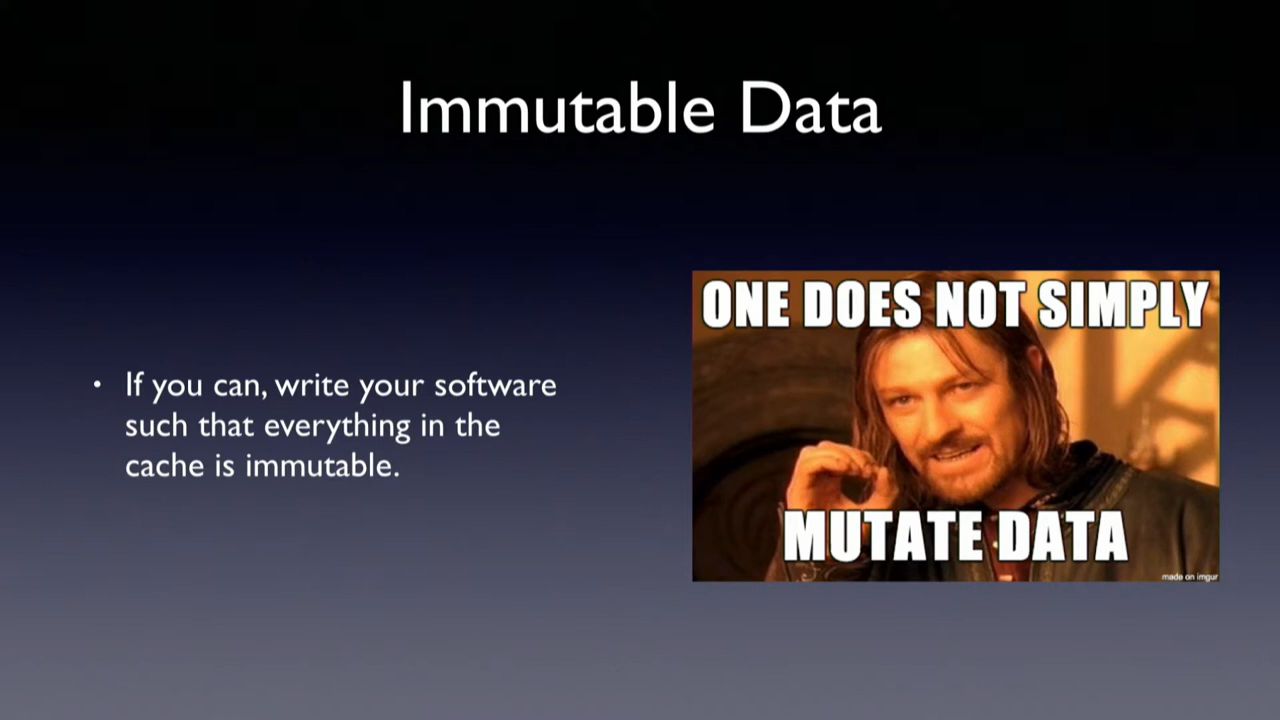 Immutable Data
• If you can, write your software
such that everything in the
cache is immutable.
ONE DOES NOT SIMPLY
MUTATE DATA
made on imgur